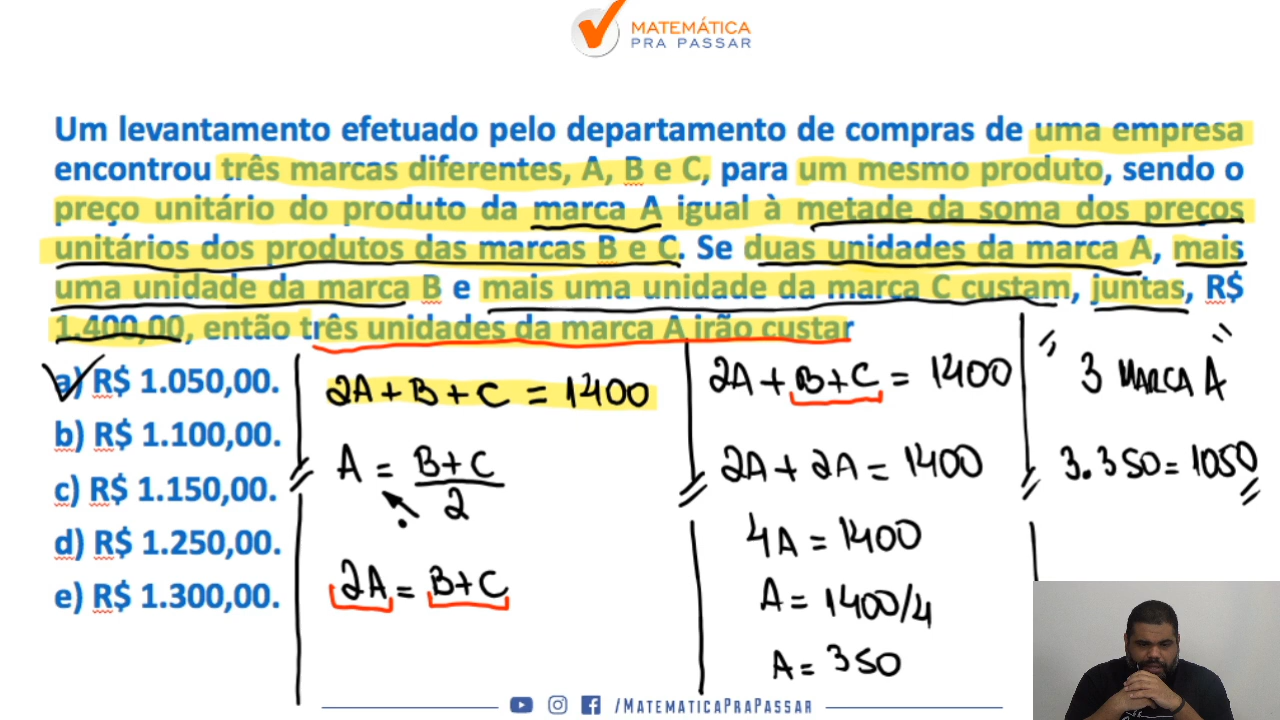 MATEMÁTICA
PRA PASSAR
Um levantamento efetuado pelo departamento de compras de uma empresa
encontrou três marcas diferentes, A, B e C, para um mesmo produto, sendo o
preço unitário do produto da marca A igual à metade da soma dos preços
unitários dos produtos das marcas B e C. Se duas unidades da marca A, mais
uma unidade da marca B e mais uma unidade da marca C custam, juntas, R$
1.400,00, então três unidades da marca A irão custar
a) R$ 1.050,00.
b) R$ 1.100,00.
c) R$ 1.150,00.
d) R$ 1.250,00.
e) R$ 1.300,00.
2A + B + C = 1400
A = B+C/2
2A = B+C
2A + B+C = 1400
2A + 2A = 1400
4A = 1400
A = 1400/4
A = 350
" 3 MARCA A "
3.350 = 1050
/MATEMATICAPRAPASSAR